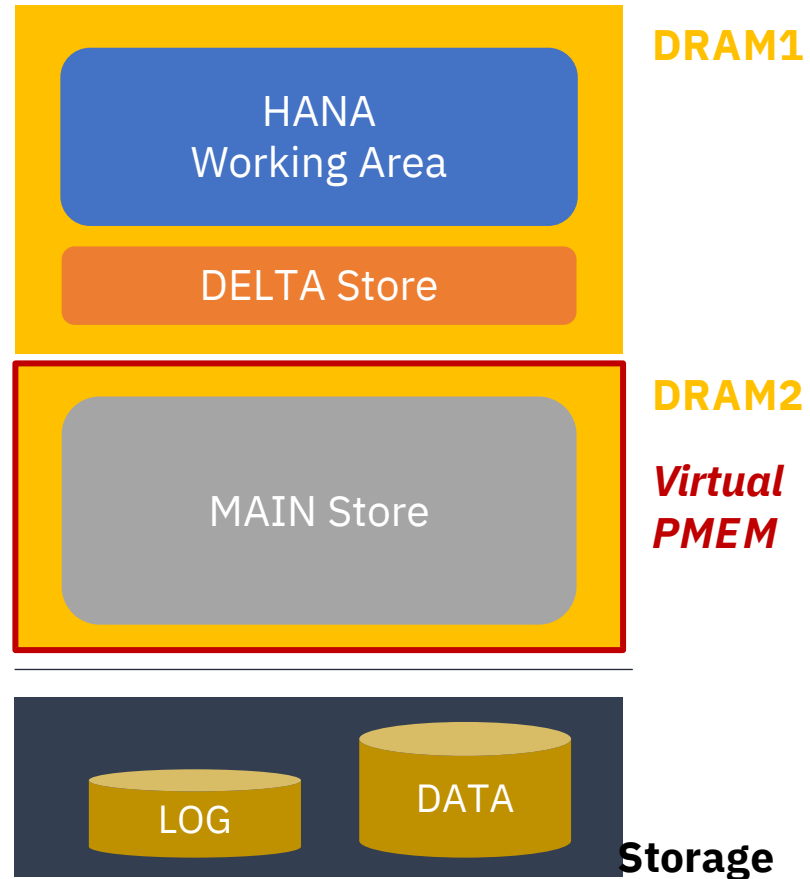 DRAM1
HANA
Working Area
DELTA Store
DRAM2
MAIN Store
Virtual
PMEM
LOG
DATA
Storage